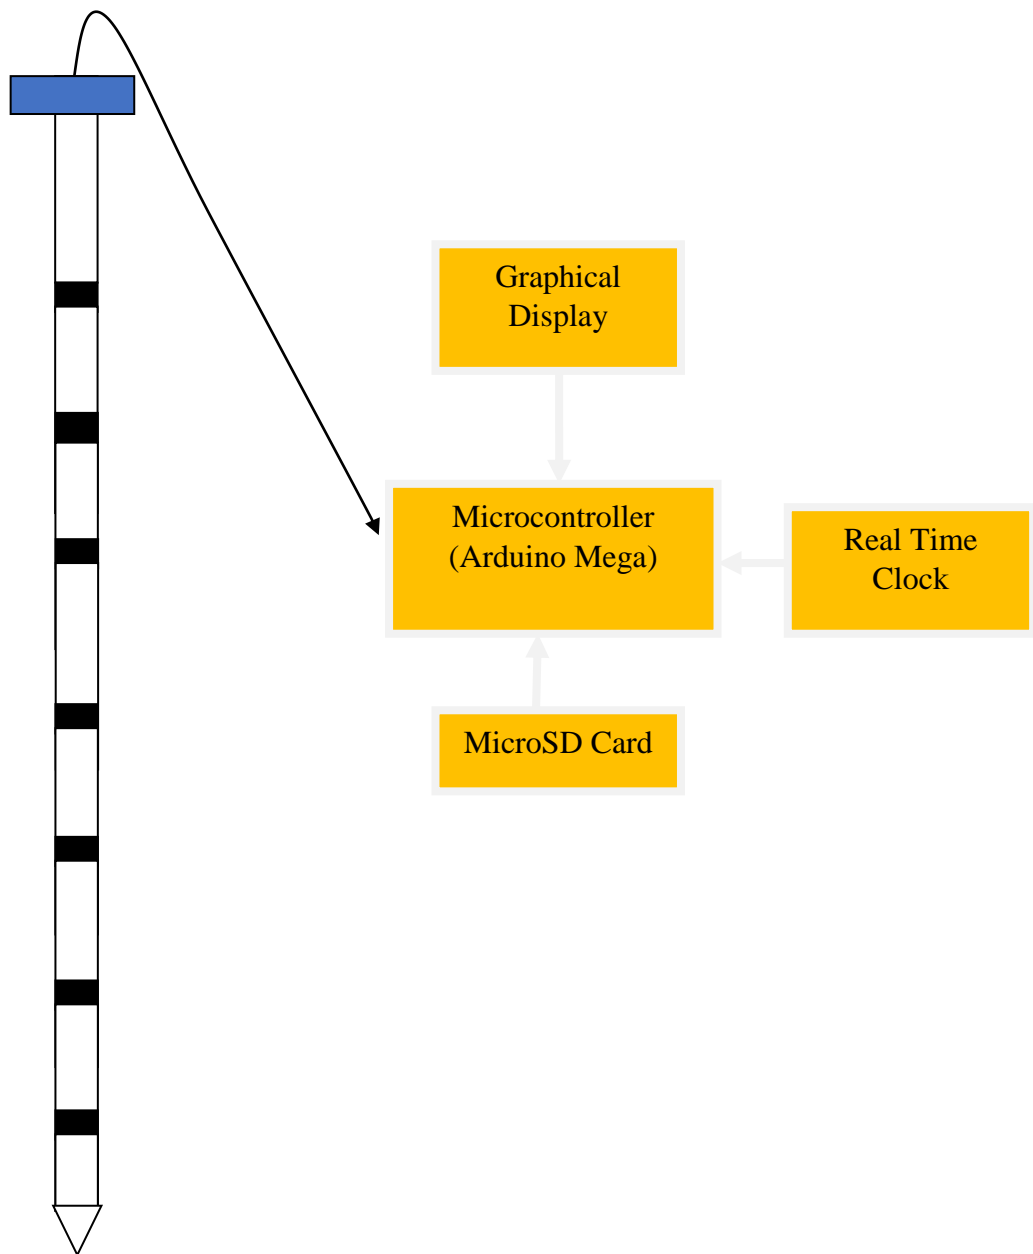 Graphical
Display
Microcontroller
(Arduino Mega)
Real Time
Clock
MicroSD Card